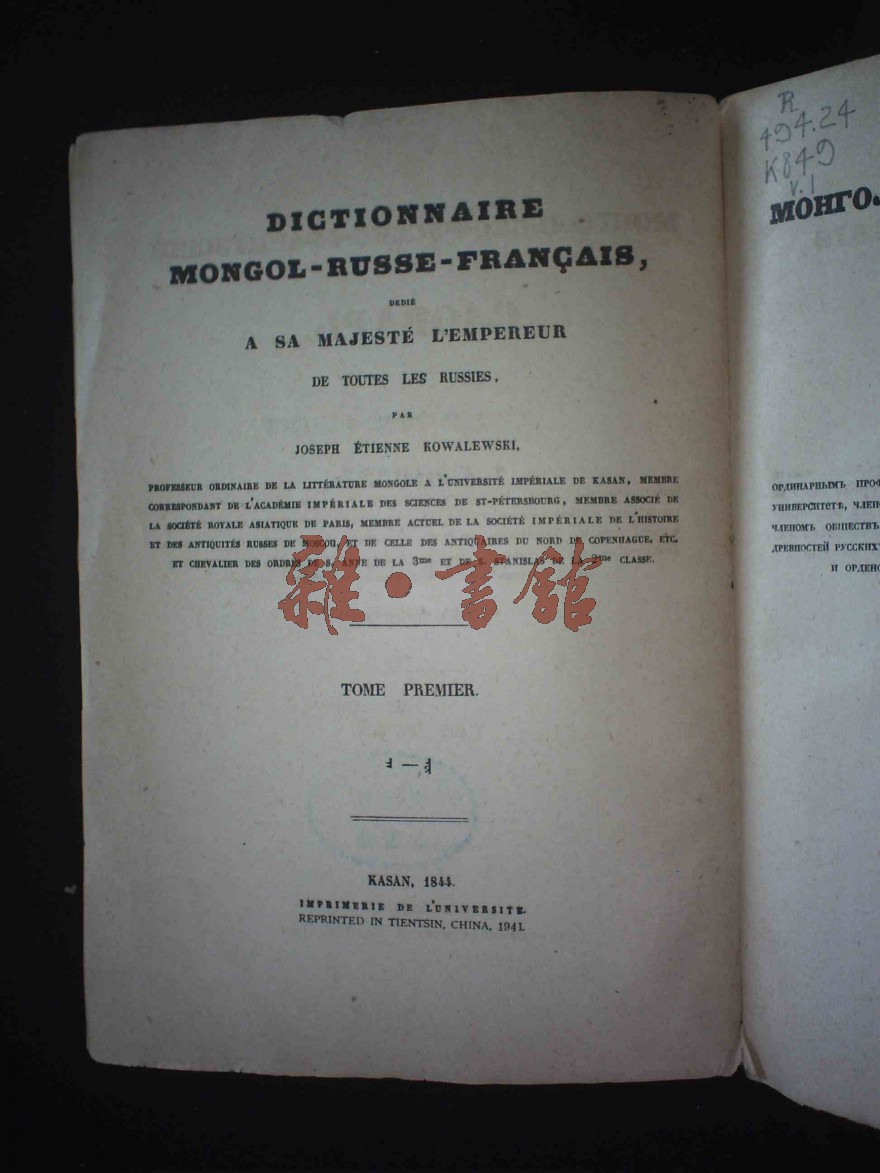 DICTIONNAIRE
MONGOL-RUSSE-FRANÇAIS,
DEDIÉ
A SA MAJESTÉ L'EMPEREUR
DE TOUTES LES RUSSIES,
PAR
JOSEPH ÉTIENNE KOWALEWSKI,
PROFESSEUR ORDINAIRE DE LA LITTÉRATURE MONGOLE A L'UNIVERSITÉ IMPÉRIALE DE KASAN, MEMBRE
CORRESPONDANT DE L'ACADÉMIE IMPÉRIALE DES SCIENCES DE ST-PÉTERSBOURG, MEMBRE ASSOCIÉ DE
LA SOCIÉTÉ ROYALE ASIATIQUE DE PARIS, MEMBRE ACTUEL DE LA SOCIÉTÉ IMPÉRIALE DE L'HISTOIRE
ET DES ANTIQUITÉS RUSSES DE MOSCOU, ET DE CELLE DES ANTIQUAIRES DU NORD DE COPENHAGUE, ETC.
ET CHEVALIER DES ORDRES DE S. ANNE DE LA 3me ET DE S. STANISLAS DE LA 2me CLASSE.
雜·書館
TOME PREMIER.
KASAN, 1844.
IMPRIMERIE DE L'UNIVERSITE.
REPRINTED IN TIENTSIN, CHINA, 1941.
R
494.24
K849
v.1
МОНГО
ОРДИНАРНЫМЪ
УНИВЕРСИТЕТѢ,
ЧЛЕНОМЪ ОБЩЕСТВЪ
ДРЕВНОСТЕЙ РУССКИХЪ
И